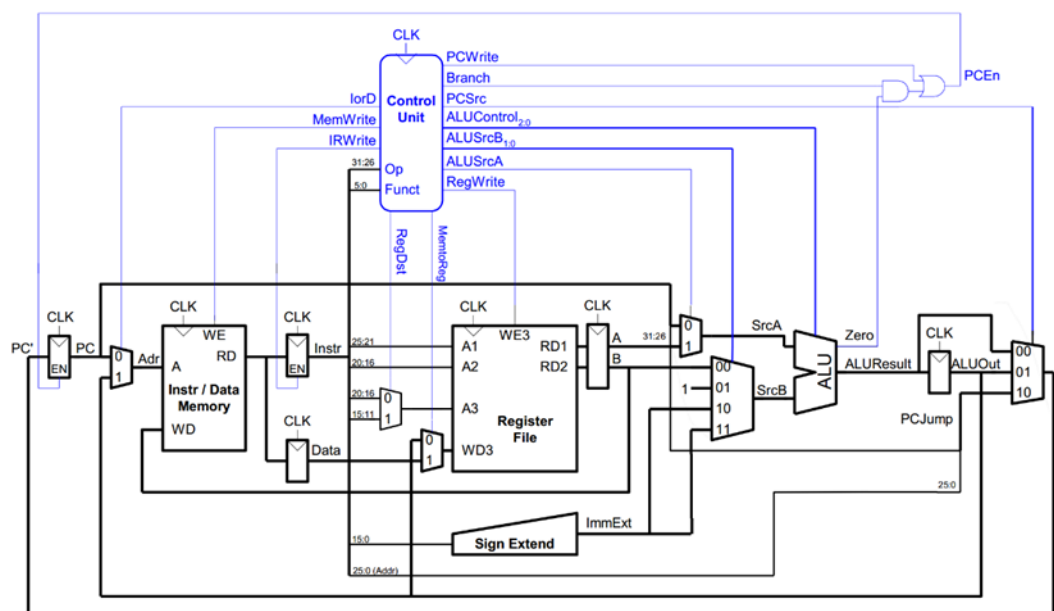 CLK
PCWrite
Branch
PCEn
IorD
Control
Unit
PCSrc
MemWrite
ALUControl2:0
IRWrite
ALUSrcB1:0
31:26
Op
ALUSrcA
5:0
Funct
RegWrite
RegDst
MemtoReg
CLK
CLK
CLK
CLK
CLK
PC'
EN
PC
0
1
Adr
WE
A
RD
Instr / Data
Memory
WD
EN
Instr
CLK
Data
25:21
20:16
20:16
15:11
0
1
0
1
WE3
A1
RD1
A2
RD2
A3
Register
File
WD3
A
31:26
B
0
1
SrcA
00
01
1
10
11
SrcB
ALU
Zero
ALUResult
CLK
ALUOut
00
01
10
PCJump
25:0
ImmExt
15:0
Sign Extend
25:0 (Addr)